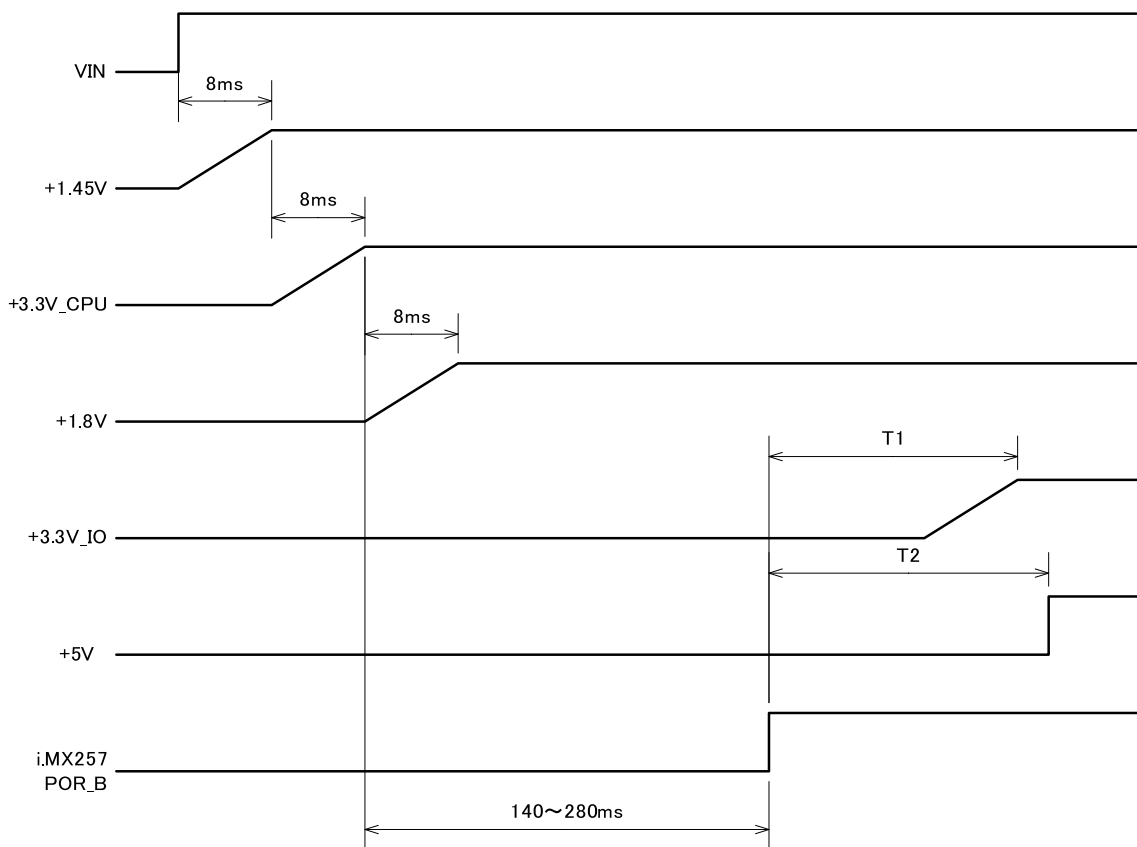 VIN
8ms
+1.45V
8ms
+3.3V_CPU
8ms
+1.8V
T1
+3.3V_IO
T2
+5V
i.MX257
POR_B
140～280ms